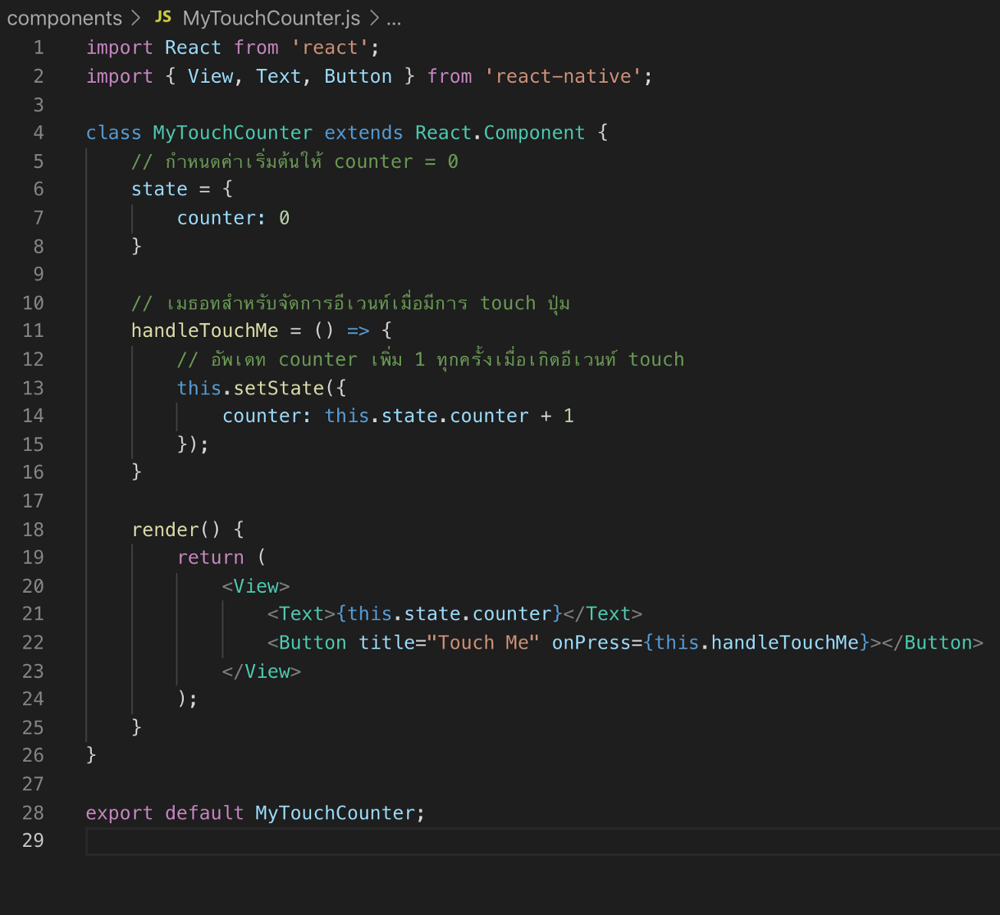 components > JS MyTouchCounter.js > ...
1 import React from 'react';
2 import { View, Text, Button } from 'react-native';
3
4 class MyTouchCounter extends React.Component {
5 // กำหนดค่าเริ่มต้นให้ counter = 0
6 state = {
7 counter: 0
8 }
9
10 // เมธอทสำหรับจัดการอีเวนท์เมื่อมีการ touch ปุ่ม
11 handleTouchMe = () => {
12 // อัพเดท counter เพิ่ม 1 ทุกครั้งเมื่อเกิดอีเวนท์ touch
13 this.setState({
14 counter: this.state.counter + 1
15 });
16 }
17
18 render() {
19 return (
20 <View>
21 <Text>{this.state.counter}</Text>
22 <Button title="Touch Me" onPress={this.handleTouchMe}></Button>
23 </View>
24 );
25 }
26 }
27
28 export default MyTouchCounter;
29